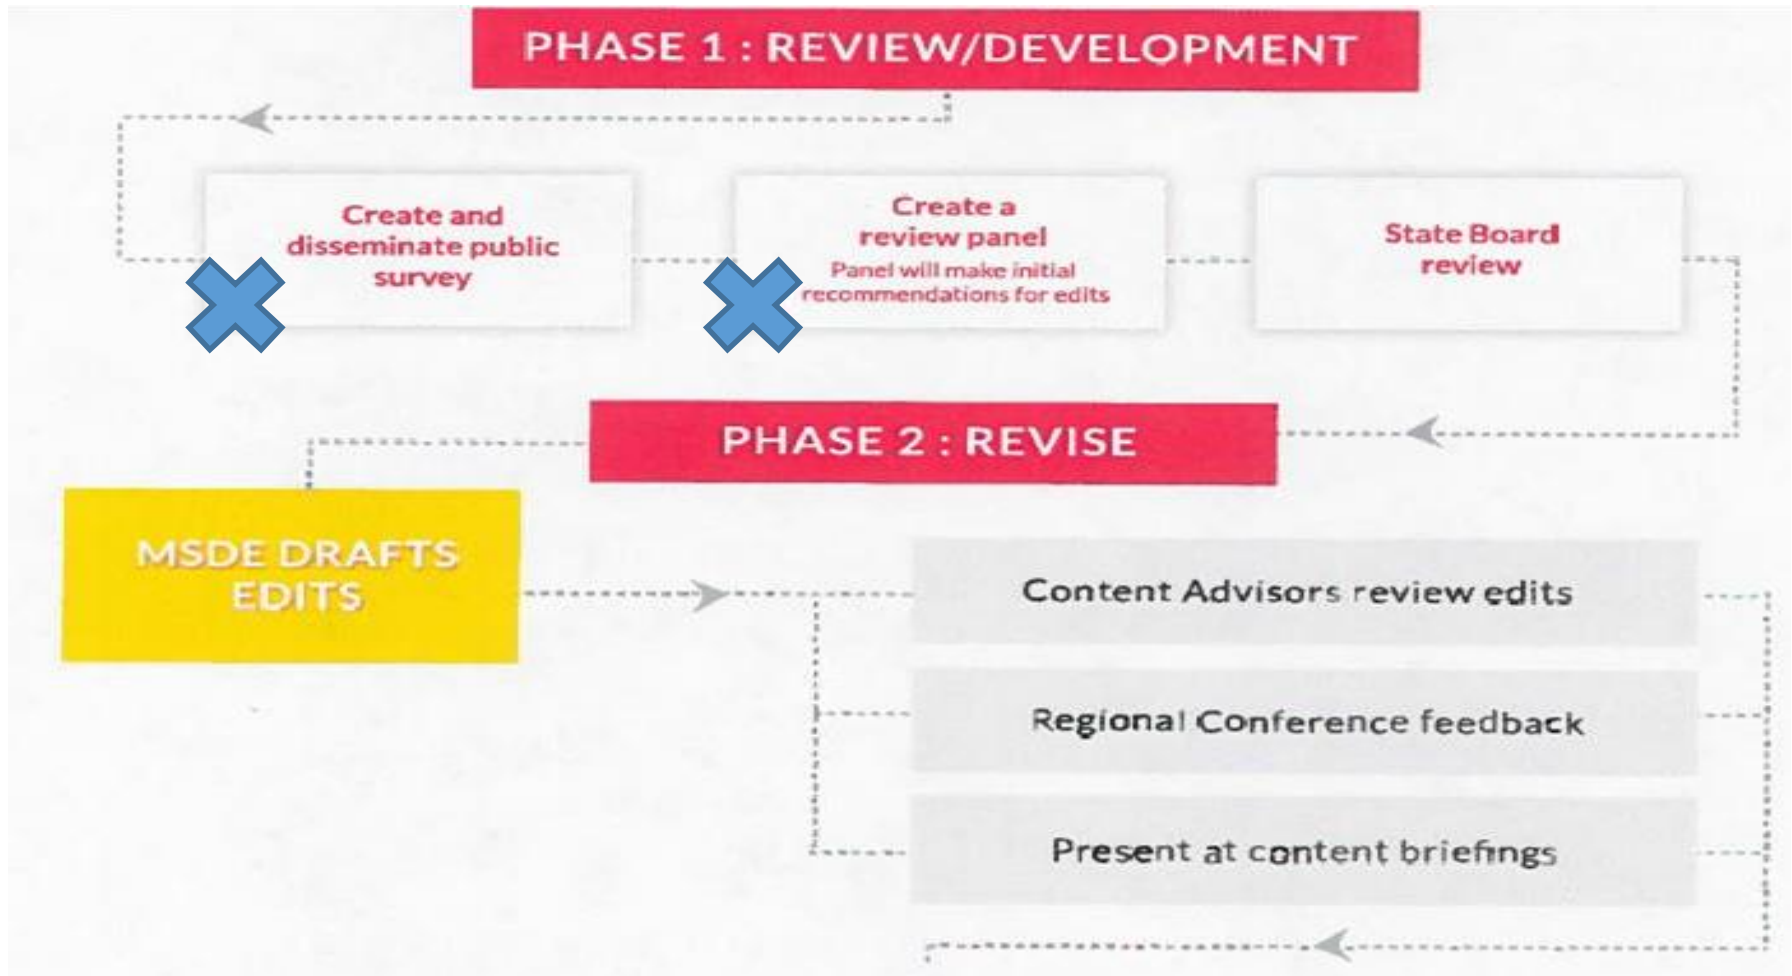 PHASE 1 : REVIEW/DEVELOPMENT
Create and
disseminate public
survey
Create a
review panel
Panel will make initial
recommendations for edits
State Board
review
PHASE 2 : REVISE
MSDE DRAFTS
EDITS
Content Advisors review edits
Regional Conference feedback
Present at content briefings